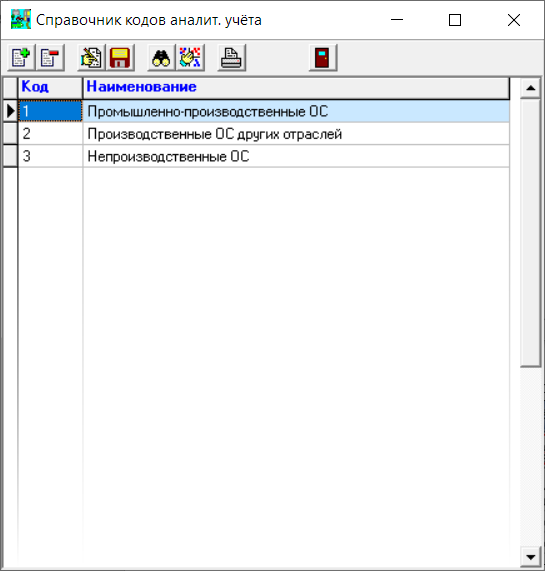 Справочник кодов аналит. учёта
Код Наименование
1 Промышленно-производственные ОС
2 Производственные ОС других отраслей
3 Непроизводственные ОС